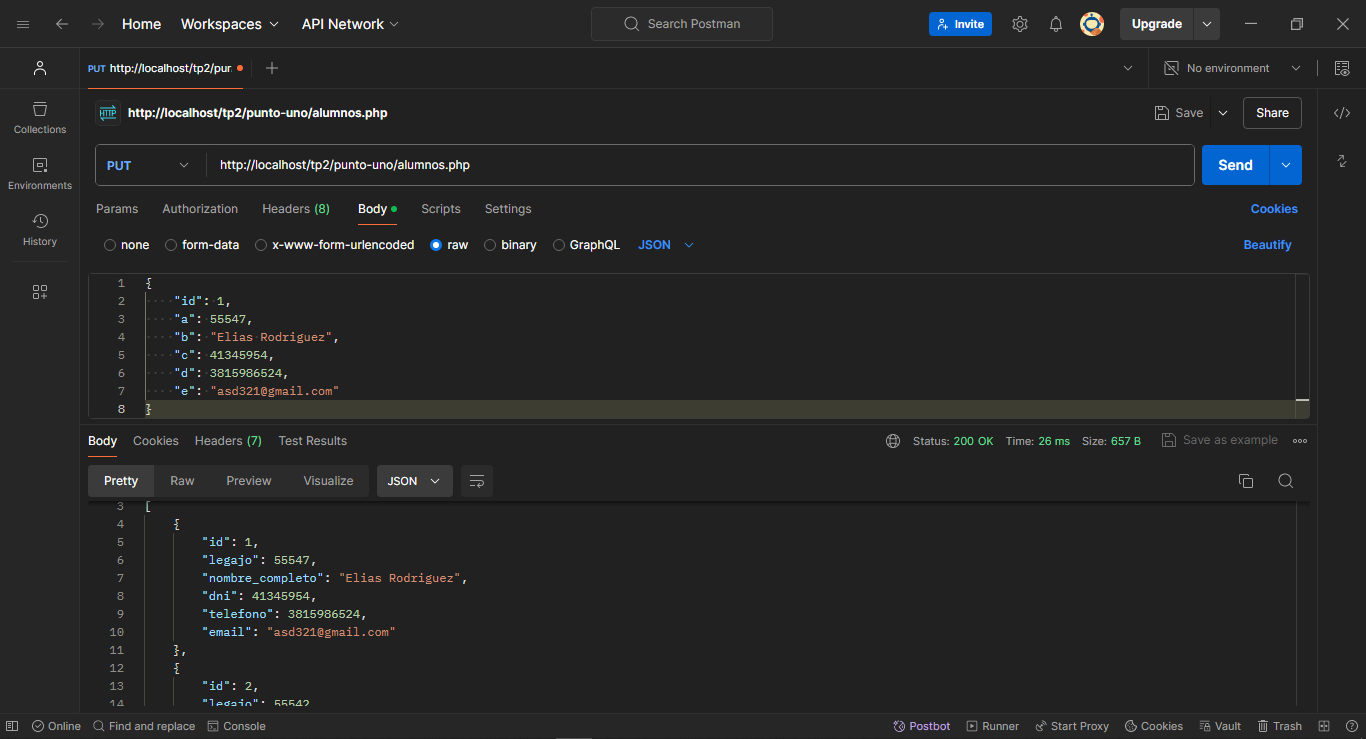 Home Workspaces API Network Search Postman Invite Upgrade
PUT http://localhost/tp2/pun No environment
HTTP http://localhost/tp2/punto-uno/alumnos.php Save Share
Collections
PUT http://localhost/tp2/punto-uno/alumnos.php Send
Environments
Params Authorization Headers (8) Body Scripts Settings Cookies
History
none form-data x-www-form-urlencoded raw binary GraphQL JSON Beautify
1 {
2 "id": 1,
3 "a": 55547,
4 "b": "Elias Rodriguez",
5 "c": 41345954,
6 "d": 3815986524,
7 "e": "asd321@gmail.com"
8 }
Body Cookies Headers (7) Test Results Status: 200 OK Time: 26 ms Size: 657 B Save as example
Pretty Raw Preview Visualize JSON
3 [
4 {
5 "id": 1,
6 "legajo": 55547,
7 "nombre_completo": "Elias Rodriguez",
8 "dni": 41345954,
9 "telefono": 3815986524,
10 "email": "asd321@gmail.com"
11 },
12 {
13 "id": 2,
14 "legajo": 55542
Online Find and replace Console Postbot Runner Start Proxy Cookies Vault Trash